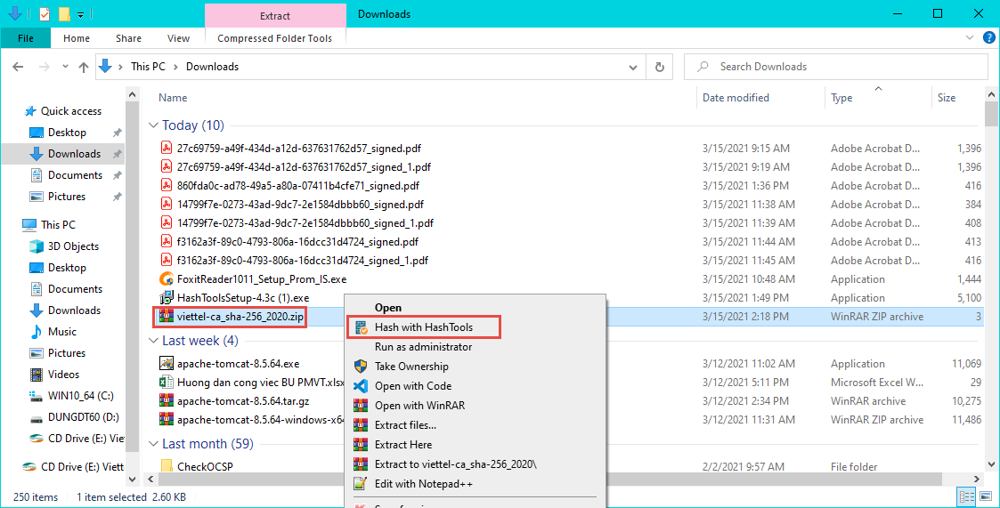 Extract
Downloads
File
Home
Share
View
Compressed Folder Tools
This PC
Downloads
Search Downloads
Name
Date modified
Type
Size
Quick access
Desktop
Downloads
Documents
Pictures
This PC
3D Objects
Desktop
Documents
Downloads
Music
Pictures
Videos
WIN10_64 (C:)
DUNGDT60 (D:)
CD Drive (E:) Viet
CD Drive (E:) Viett
Today (10)
27c69759-a49f-434d-a12d-637631762d57_signed.pdf 3/15/2021 9:15 AM Adobe Acrobat D... 1,396
27c69759-a49f-434d-a12d-637631762d57_signed_1.pdf 3/15/2021 9:19 AM Adobe Acrobat D... 1,396
860fda0c-ad78-49a5-a80a-07411b4cfe71_signed.pdf 3/15/2021 1:36 PM Adobe Acrobat D... 416
14799f7e-0273-43ad-9dc7-2e1584dbbb60_signed.pdf 3/15/2021 11:38 AM Adobe Acrobat D... 384
14799f7e-0273-43ad-9dc7-2e1584dbbb60_signed_1.pdf 3/15/2021 11:39 AM Adobe Acrobat D... 408
f3162a3f-89c0-4793-806a-16dcc31d4724_signed.pdf 3/15/2021 11:44 AM Adobe Acrobat D... 413
f3162a3f-89c0-4793-806a-16dcc31d4724_signed_1.pdf 3/15/2021 11:45 AM Adobe Acrobat D... 416
FoxitReader1011_Setup_Prom_IS.exe 3/15/2021 10:48 AM Application 1,444
HashToolsSetup-4.3c (1).exe 3/15/2021 1:49 PM Application 5,100
viettel-ca_sha-256_2020.zip 3/15/2021 2:18 PM WinRAR ZIP archive 3
Last week (4)
apache-tomcat-8.5.64.exe 3/12/2021 11:02 AM Application 11,069
Huong dan cong viec BU PMVT.xlsx 3/12/2021 5:11 PM Microsoft Excel W... 29
apache-tomcat-8.5.64.tar.gz 3/12/2021 2:34 PM WinRAR archive 10,275
apache-tomcat-8.5.64-windows-x64 3/12/2021 11:31 AM WinRAR ZIP archive 11,486
Last month (59)
CheckOCSP 2/2/2021 9:57 AM File folder
Open
Hash with HashTools
Run as administrator
Take Ownership
Open with Code
Open with WinRAR
Extract files...
Extract Here
Extract to viettel-ca_sha-256_2020\
Edit with Notepad++
250 items
1 item selected 2.60 KB